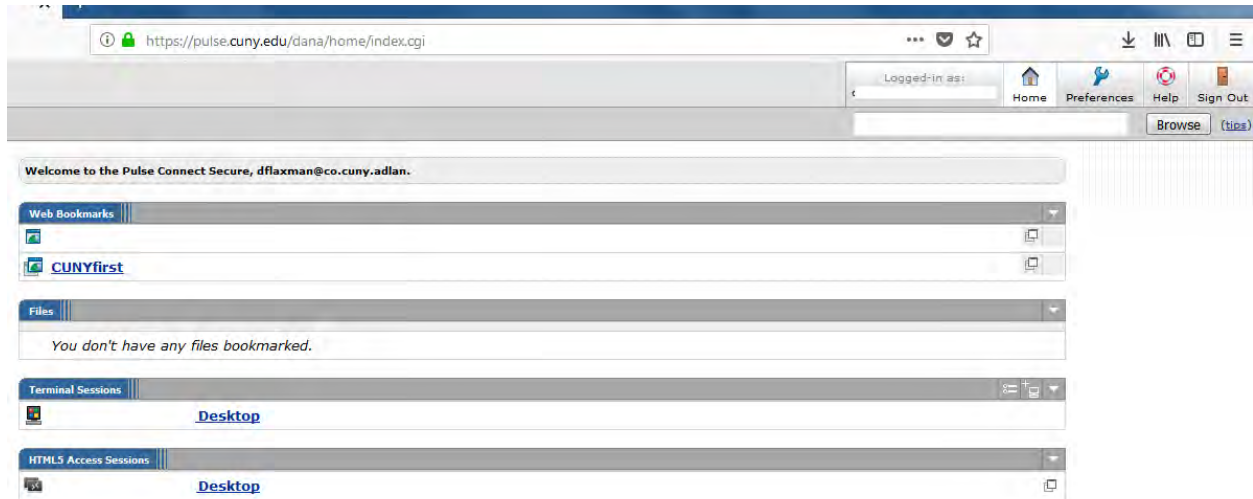 https://pulse.cuny.edu/dana/home/index.cgi
Logged-in as:
Home Preferences Help Sign Out
Browse (tips)
Welcome to the Pulse Connect Secure, dflaxman@co.cuny.adlan.
Web Bookmarks
CUNYfirst
Files
You don't have any files bookmarked.
Terminal Sessions
Desktop
HTML5 Access Sessions
Desktop